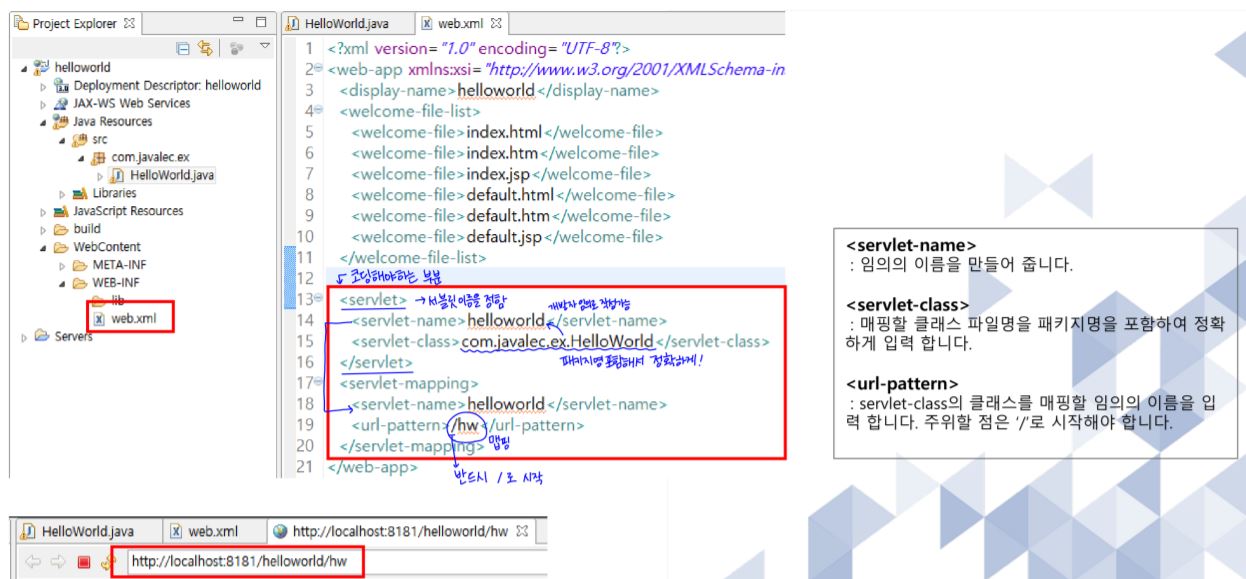 Project Explorer
helloworld
Deployment Descriptor: helloworld
JAX-WS Web Services
Java Resources
src
com.javalec.ex
HelloWorld.java
Libraries
JavaScript Resources
build
WebContent
META-INF
WEB-INF
lib
web.xml
Servers
HelloWorld.java
web.xml
1 <?xml version="1.0" encoding="UTF-8"?>
2 <web-app xmlns:xsi="http://www.w3.org/2001/XMLSchema-in
3 <display-name>helloworld</display-name>
4 <welcome-file-list>
5 <welcome-file>index.html</welcome-file>
6 <welcome-file>index.htm</welcome-file>
7 <welcome-file>index.jsp</welcome-file>
8 <welcome-file>default.html</welcome-file>
9 <welcome-file>default.htm</welcome-file>
10 <welcome-file>default.jsp</welcome-file>
11 </welcome-file-list>
12 코딩해야하는 부분
13 <servlet> → 서블릿이름을 정함
개발자 임의로 작성가능
14 <servlet-name>helloworld</servlet-name>
15 <servlet-class>com.javalec.ex.HelloWorld</servlet-class>
16 </servlet> 패키지명 포함해서 정확하게!
17 <servlet-mapping>
18 <servlet-name>helloworld</servlet-name>
19 <url-pattern>/hw</url-pattern>
20 </servlet-mapping> 맵핑
21 </web-app>
반드시 /로 시작
<servlet-name>
: 임의의 이름을 만들어 줍니다.
<servlet-class>
: 매핑할 클래스 파일명을 패키지명을 포함하여 정확
하게 입력 합니다.
<url-pattern>
: servlet-class의 클래스를 매핑할 임의의 이름을 입
력 합니다. 주위할 점은 '/'로 시작해야 합니다.
HelloWorld.java
web.xml
http://localhost:8181/helloworld/hw
http://localhost:8181/helloworld/hw